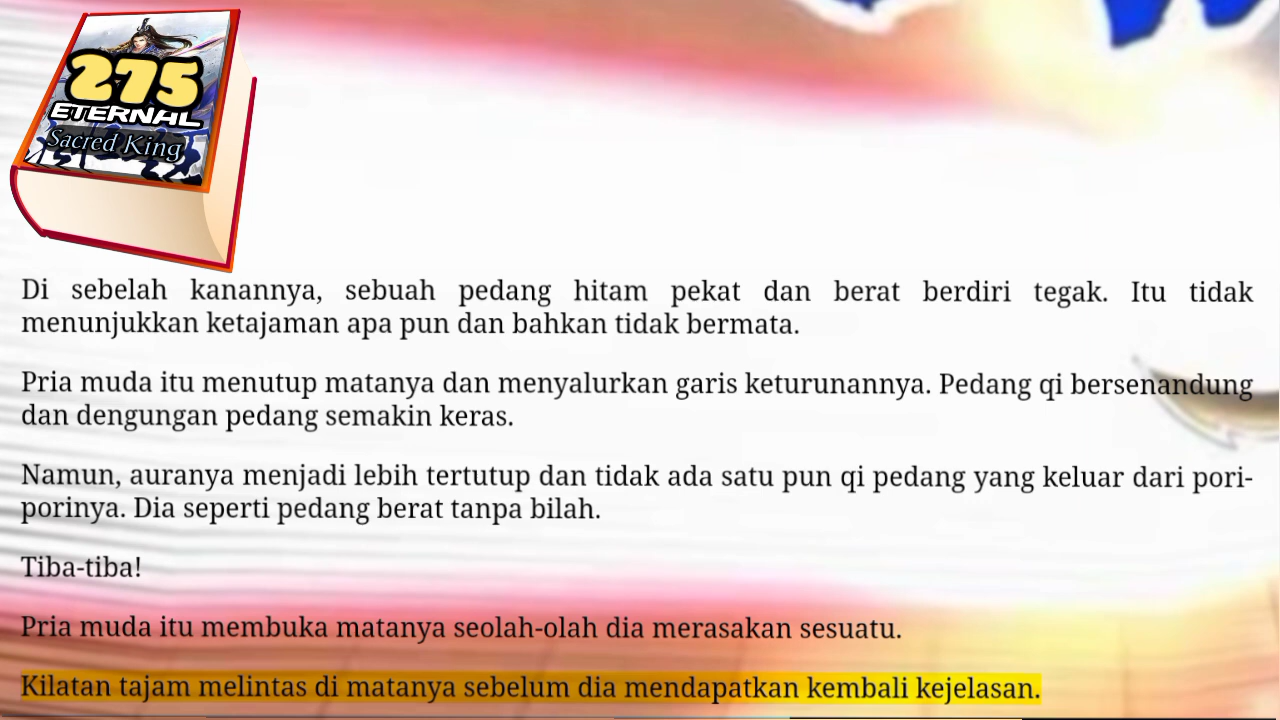 275
ETERNAL
Sacred King
Di sebelah kanannya, sebuah pedang hitam pekat dan berat berdiri tegak. Itu tidak
menunjukkan ketajaman apa pun dan bahkan tidak bermata.
Pria muda itu menutup matanya dan menyalurkan garis keturunannya. Pedang qi bersenandung
dan dengungan pedang semakin keras.
Namun, auranya menjadi lebih tertutup dan tidak ada satu pun qi pedang yang keluar dari pori-
porinya. Dia seperti pedang berat tanpa bilah.
Tiba-tiba!
Pria muda itu membuka matanya seolah-olah dia merasakan sesuatu.
Kilatan tajam melintas di matanya sebelum dia mendapatkan kembali kejelasan.